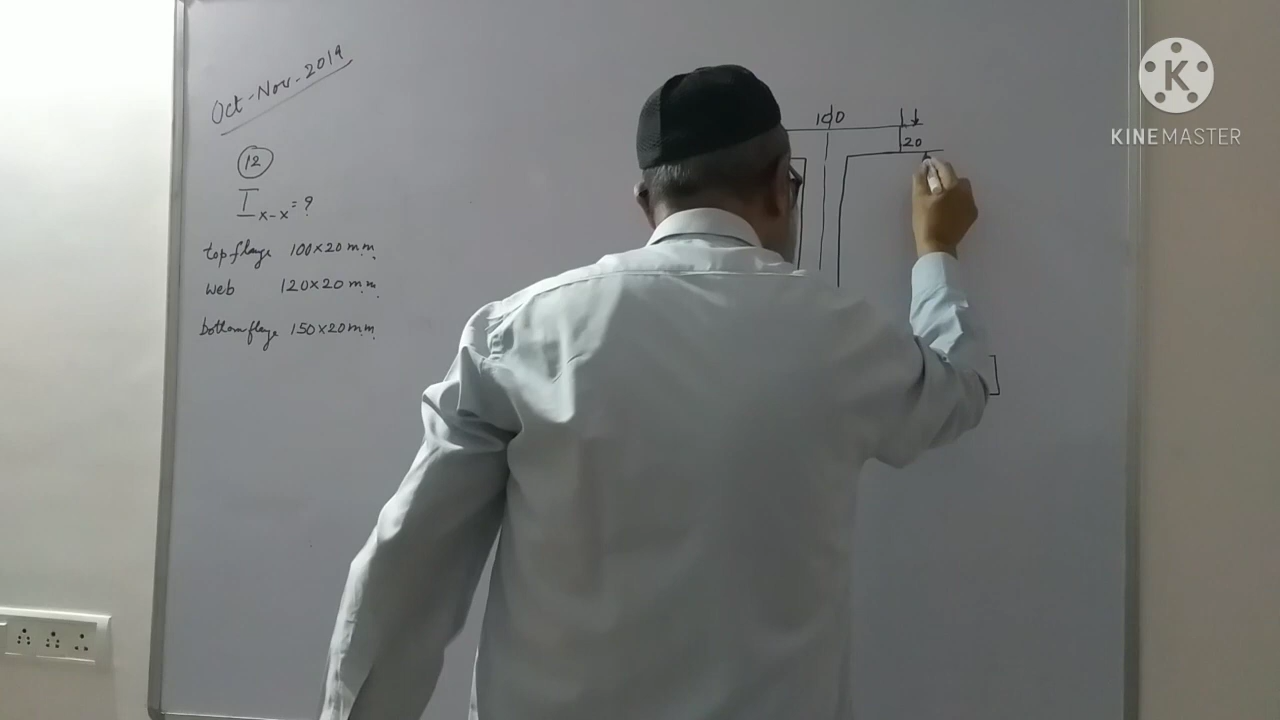 Oct-Nov-2019
12
I x-x = ?
top flange 100×20 mm.
web 120×20 mm.
bottom flange 150×20 mm.
100
20
K
KINEMASTER